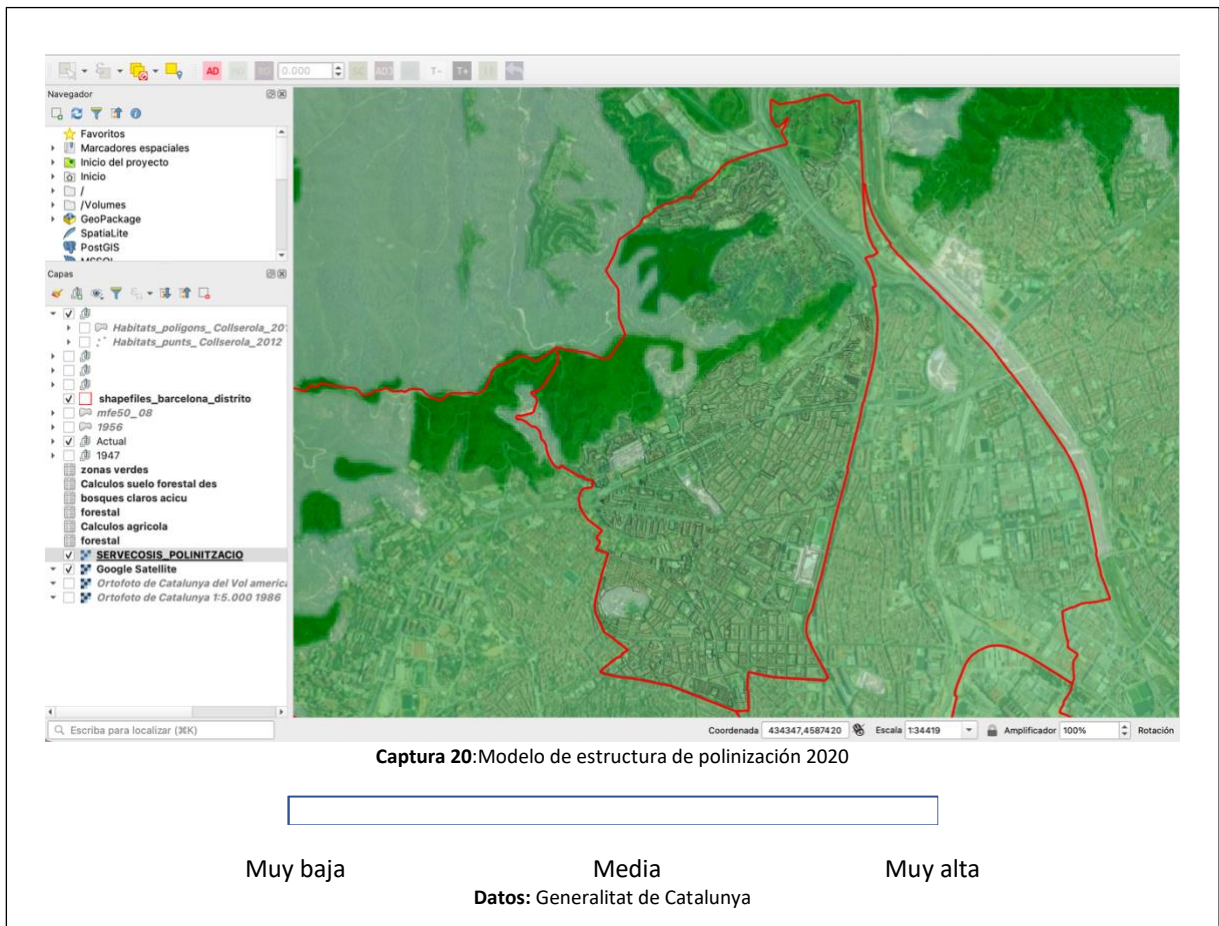 AD
0.000
T-
T+
Navegador
Favoritos
Marcadores espaciales
Inicio del proyecto
Inicio
/
/Volumes
GeoPackage
SpatiaLite
PostGIS
Capas
Habitats_poligons_Collserola_20
Habitats_punts_Collserola_2012
shapefiles_barcelona_distrito
mfe50_08
1956
Actual
1947
zonas verdes
Calculos suelo forestal des
bosques claros acicu
forestal
Calculos agricola
forestal
SERVECOSIS_POLINITZACIO
Google Satellite
Ortofoto de Catalunya del Vol americ
Ortofoto de Catalunya 1:5.000 1986
Escriba para localizar (⌘K)
Coordenada 434347,4587420 Escala 1:34419 Amplificador 100% Rotación
Captura 20:Modelo de estructura de polinización 2020
Muy baja Media Muy alta
Datos: Generalitat de Catalunya